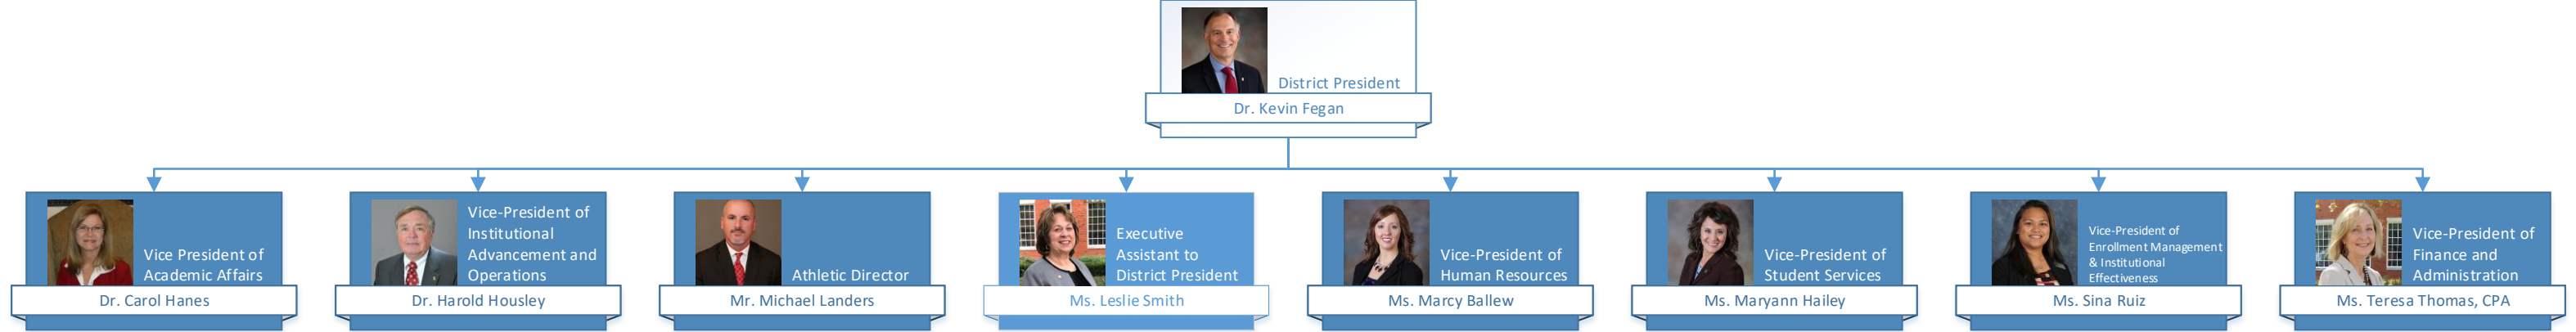 District President
Dr. Kevin Fegan
Vice President of
Academic Affairs
Dr. Carol Hanes
Vice-President of
Institutional
Advancement and
Operations
Dr. Harold Housley
Athletic Director
Mr. Michael Landers
Executive
Assistant to
District President
Ms. Leslie Smith
Vice-President of
Human Resources
Ms. Marcy Ballew
Vice-President of
Student Services
Ms. Maryann Hailey
Vice-President of
Enrollment Management
& Institutional
Effectiveness
Ms. Sina Ruiz
Vice-President of
Finance and
Administration
Ms. Teresa Thomas, CPA